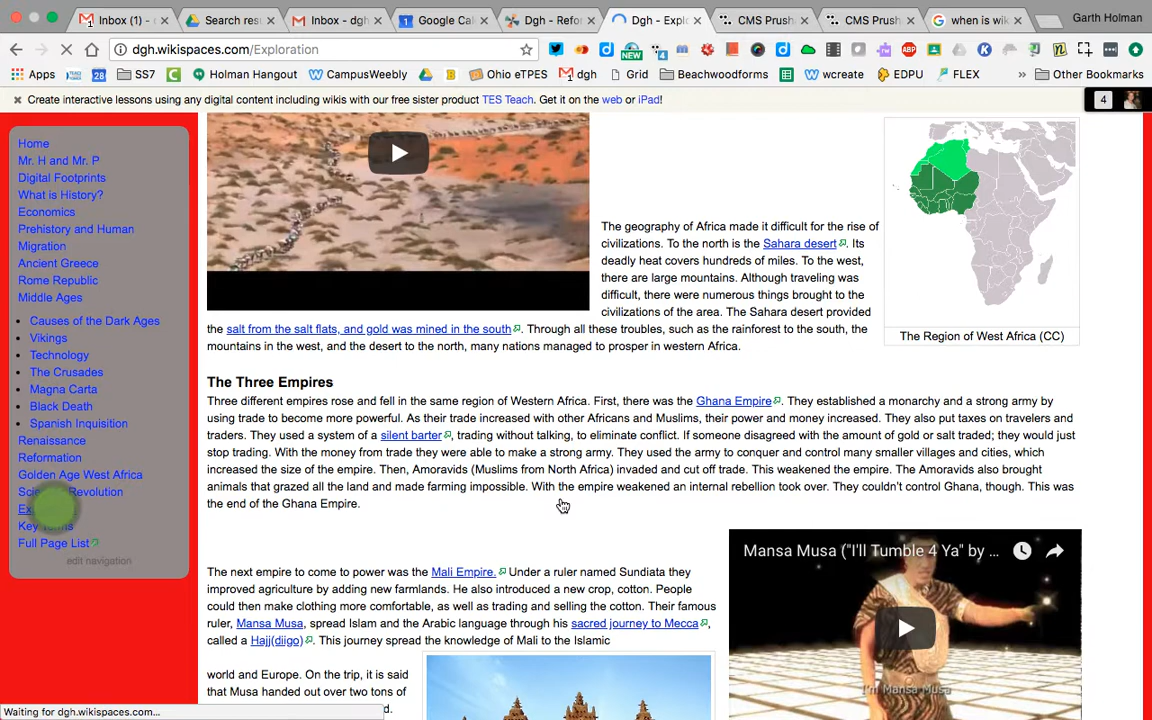 Inbox (1) -
Search resu
Inbox - dgh
Google Cal
Dgh - Refor
Dgh - Explo
CMS Prush
CMS Prush
when is wik
Garth Holman
dgh.wikispaces.com/Exploration
Apps
28
SS7
Holman Hangout
CampusWeekly
Ohio eTPES
dgh
Grid
Beachwoodforms
wcreate
EDPU
FLEX
»
Other Bookmarks
Create interactive lessons using any digital content including wikis with our free sister product TES Teach. Get it on the web or iPad!
4
Home
Mr. H and Mr. P
Digital Footprints
What is History?
Economics
Prehistory and Human
Migration
Ancient Greece
Rome Republic
Middle Ages
Causes of the Dark Ages
Vikings
Technology
The Crusades
Magna Carta
Black Death
Spanish Inquisition
Renaissance
Reformation
Golden Age West Africa
Scie Revolution
Ex
Key Terms
Full Page List
edit navigation
The geography of Africa made it difficult for the rise of
civilizations. To the north is the Sahara desert. Its
deadly heat covers hundreds of miles. To the west,
there are large mountains. Although traveling was
difficult, there were numerous things brought to the
civilizations of the area. The Sahara desert provided
the salt from the salt flats, and gold was mined in the south. Through all these troubles, such as the rainforest to the south, the
mountains in the west, and the desert to the north, many nations managed to prosper in western Africa.
The Region of West Africa (CC)
The Three Empires
Three different empires rose and fell in the same region of Western Africa. First, there was the Ghana Empire. They established a monarchy and a strong army by
using trade to become more powerful. As their trade increased with other Africans and Muslims, their power and money increased. They also put taxes on travelers and
traders. They used a system of a silent barter, trading without talking, to eliminate conflict. If someone disagreed with the amount of gold or salt traded; they would just
stop trading. With the money from trade they were able to make a strong army. They used the army to conquer and control many smaller villages and cities, which
increased the size of the empire. Then, Amoravids (Muslims from North Africa) invaded and cut off trade. This weakened the empire. The Amoravids also brought
animals that grazed all the land and made farming impossible. With the empire weakened an internal rebellion took over. They couldn't control Ghana, though. This was
the end of the Ghana Empire.
The next empire to come to power was the Mali Empire. Under a ruler named Sundiata they
improved agriculture by adding new farmlands. He also introduced a new crop, cotton. People
could then make clothing more comfortable, as well as trading and selling the cotton. Their famous
ruler, Mansa Musa, spread Islam and the Arabic language through his sacred journey to Mecca,
called a Hajj(diigo). This journey spread the knowledge of Mali to the Islamic
world and Europe. On the trip, it is said
that Musa handed out over two tons of
Mansa Musa ("I'll Tumble 4 Ya" by ...
I'm Mansa Musa
Waiting for dgh.wikispaces.com...